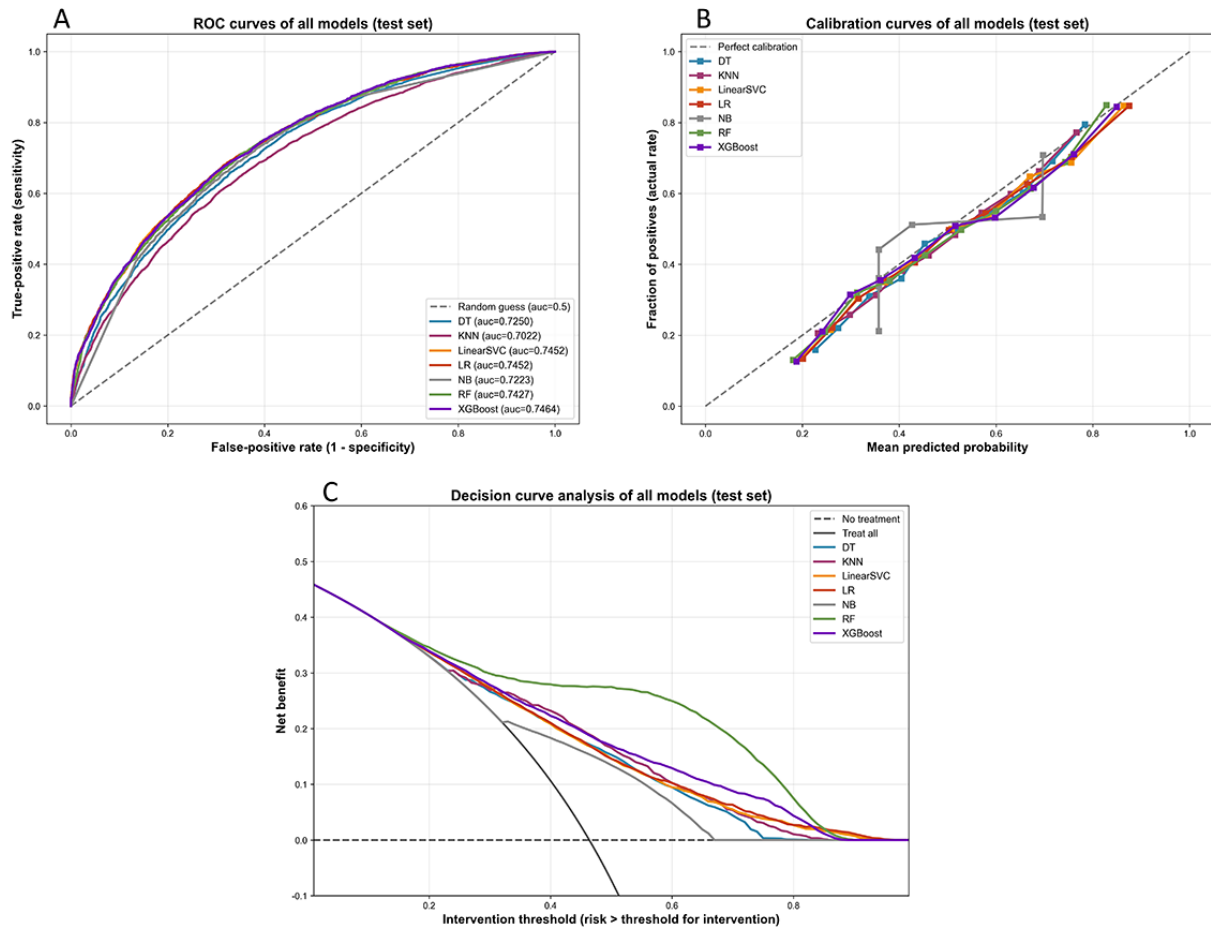 A
ROC curves of all models (test set)
True-positive rate (sensitivity)
1.0
0.8
0.6
0.4
0.2
0.0
Random guess (auc=0.5)
DT (auc=0.7250)
KNN (auc=0.7022)
LinearSVC (auc=0.7452)
LR (auc=0.7452)
NB (auc=0.7223)
RF (auc=0.7427)
XGBoost (auc=0.7464)
0.0 0.2 0.4 0.6 0.8 1.0
False-positive rate (1 - specificity)
B
Calibration curves of all models (test set)
Fraction of positives (actual rate)
1.0
0.8
0.6
0.4
0.2
0.0
Perfect calibration
DT
KNN
LinearSVC
LR
NB
RF
XGBoost
0.0 0.2 0.4 0.6 0.8 1.0
Mean predicted probability
C
Decision curve analysis of all models (test set)
Net benefit
0.6
0.5
0.4
0.3
0.2
0.1
0.0
-0.1
No treatment
Treat all
DT
KNN
LinearSVC
LR
NB
RF
XGBoost
0.2 0.4 0.6 0.8
Intervention threshold (risk > threshold for intervention)